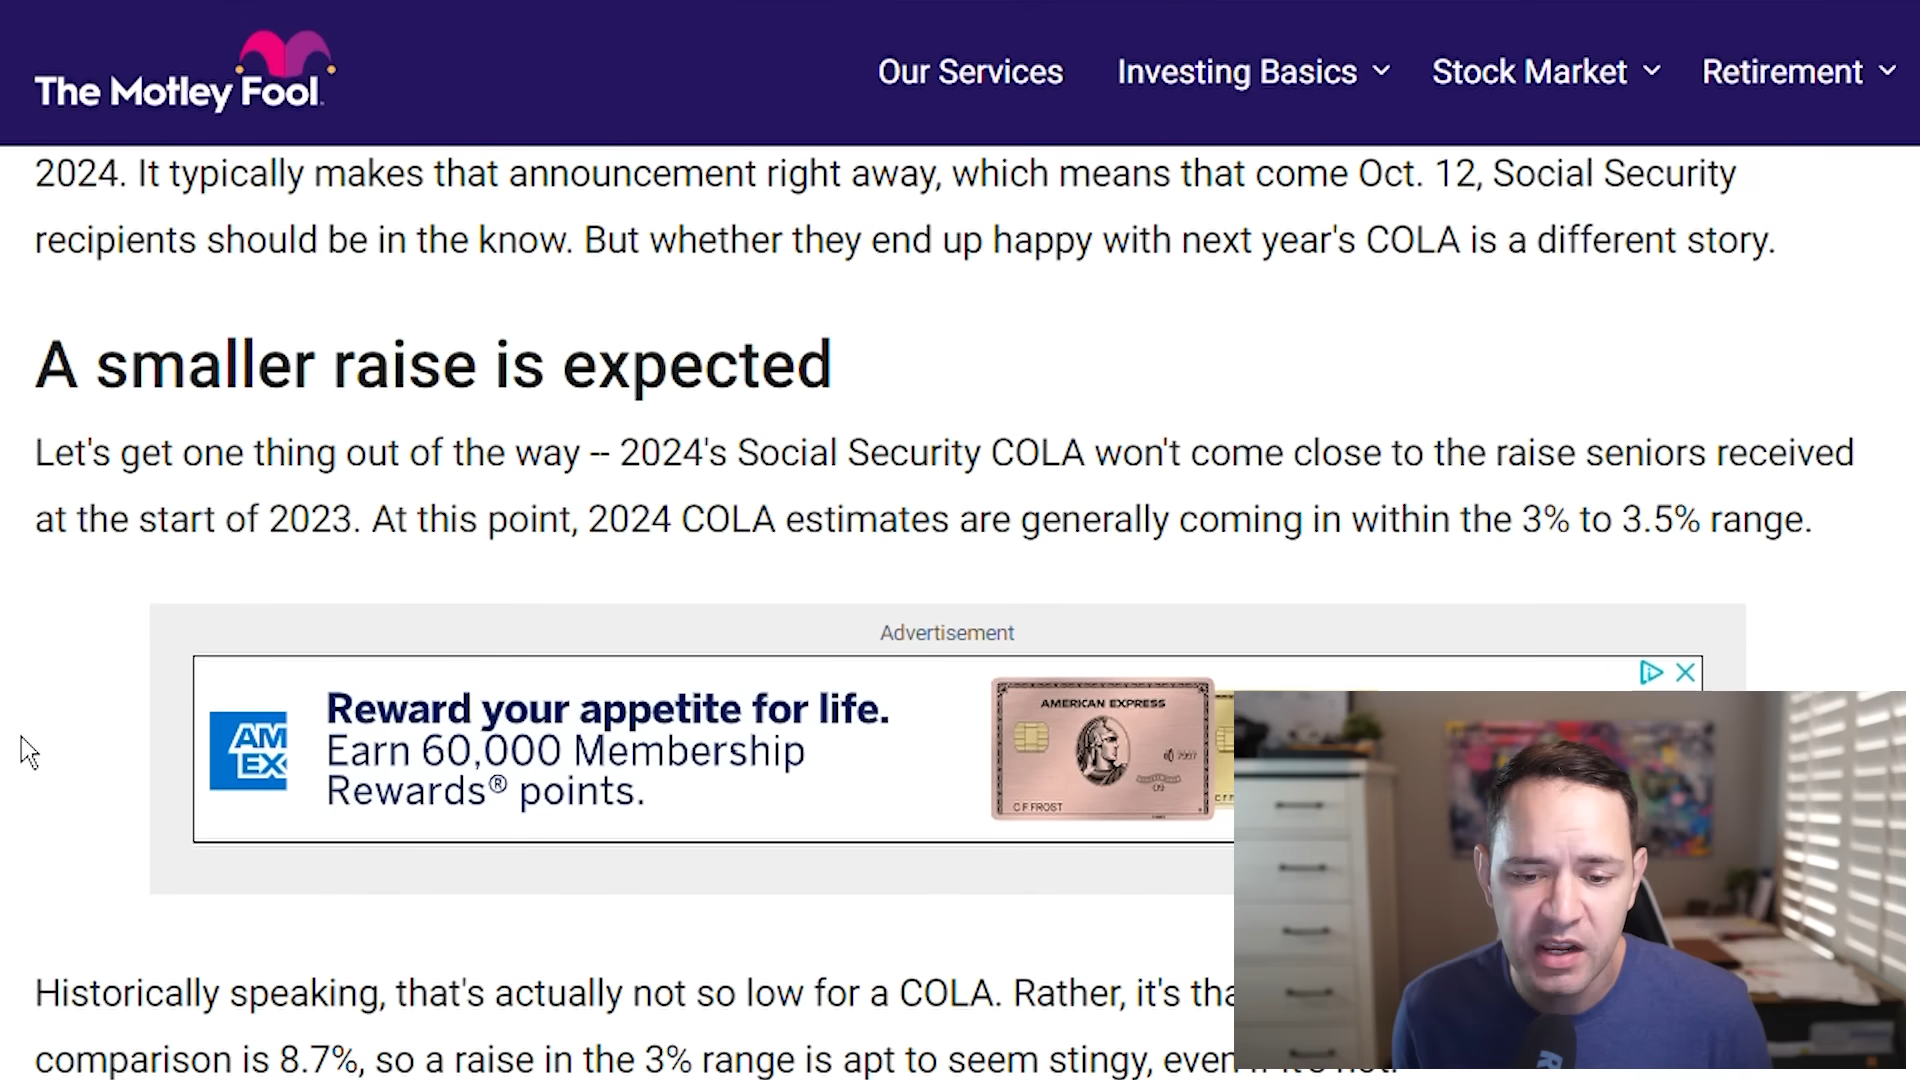 The Motley Fool.
Our Services Investing Basics Stock Market Retirement
2024. It typically makes that announcement right away, which means that come Oct. 12, Social Security
recipients should be in the know. But whether they end up happy with next year's COLA is a different story.
A smaller raise is expected
Let's get one thing out of the way -- 2024's Social Security COLA won't come close to the raise seniors received
at the start of 2023. At this point, 2024 COLA estimates are generally coming in within the 3% to 3.5% range.
Advertisement
AM
EX
Reward your appetite for life.
Earn 60,000 Membership
Rewards® points.
AMERICAN EXPRESS
C F FROST
Historically speaking, that's actually not so low for a COLA. Rather, it's
comparison is 8.7%, so a raise in the 3% range is apt to seem stingy, even